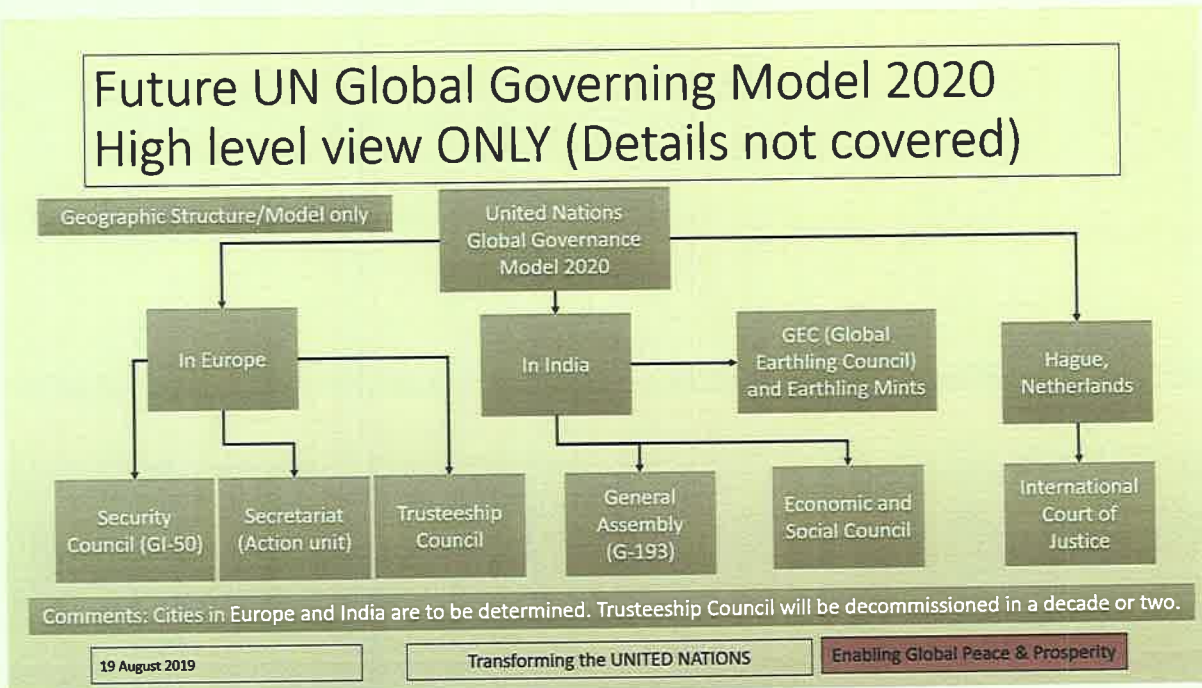 Future UN Global Governing Model 2020
High level view ONLY (Details not covered)
Geographic Structure/Model only
United Nations
Global Governance
Model 2020
In Europe
In India
GEC (Global
Earthling Council)
and Earthling Mints
Hague,
Netherlands
Security
Council (GI-50)
Secretariat
(Action unit)
Trusteeship
Council
General
Assembly
(G-193)
Economic and
Social Council
International
Court of
Justice
Comments: Cities in Europe and India are to be determined. Trusteeship Council will be decommissioned in a decade or two.
19 August 2019
Transforming the UNITED NATIONS
Enabling Global Peace & Prosperity